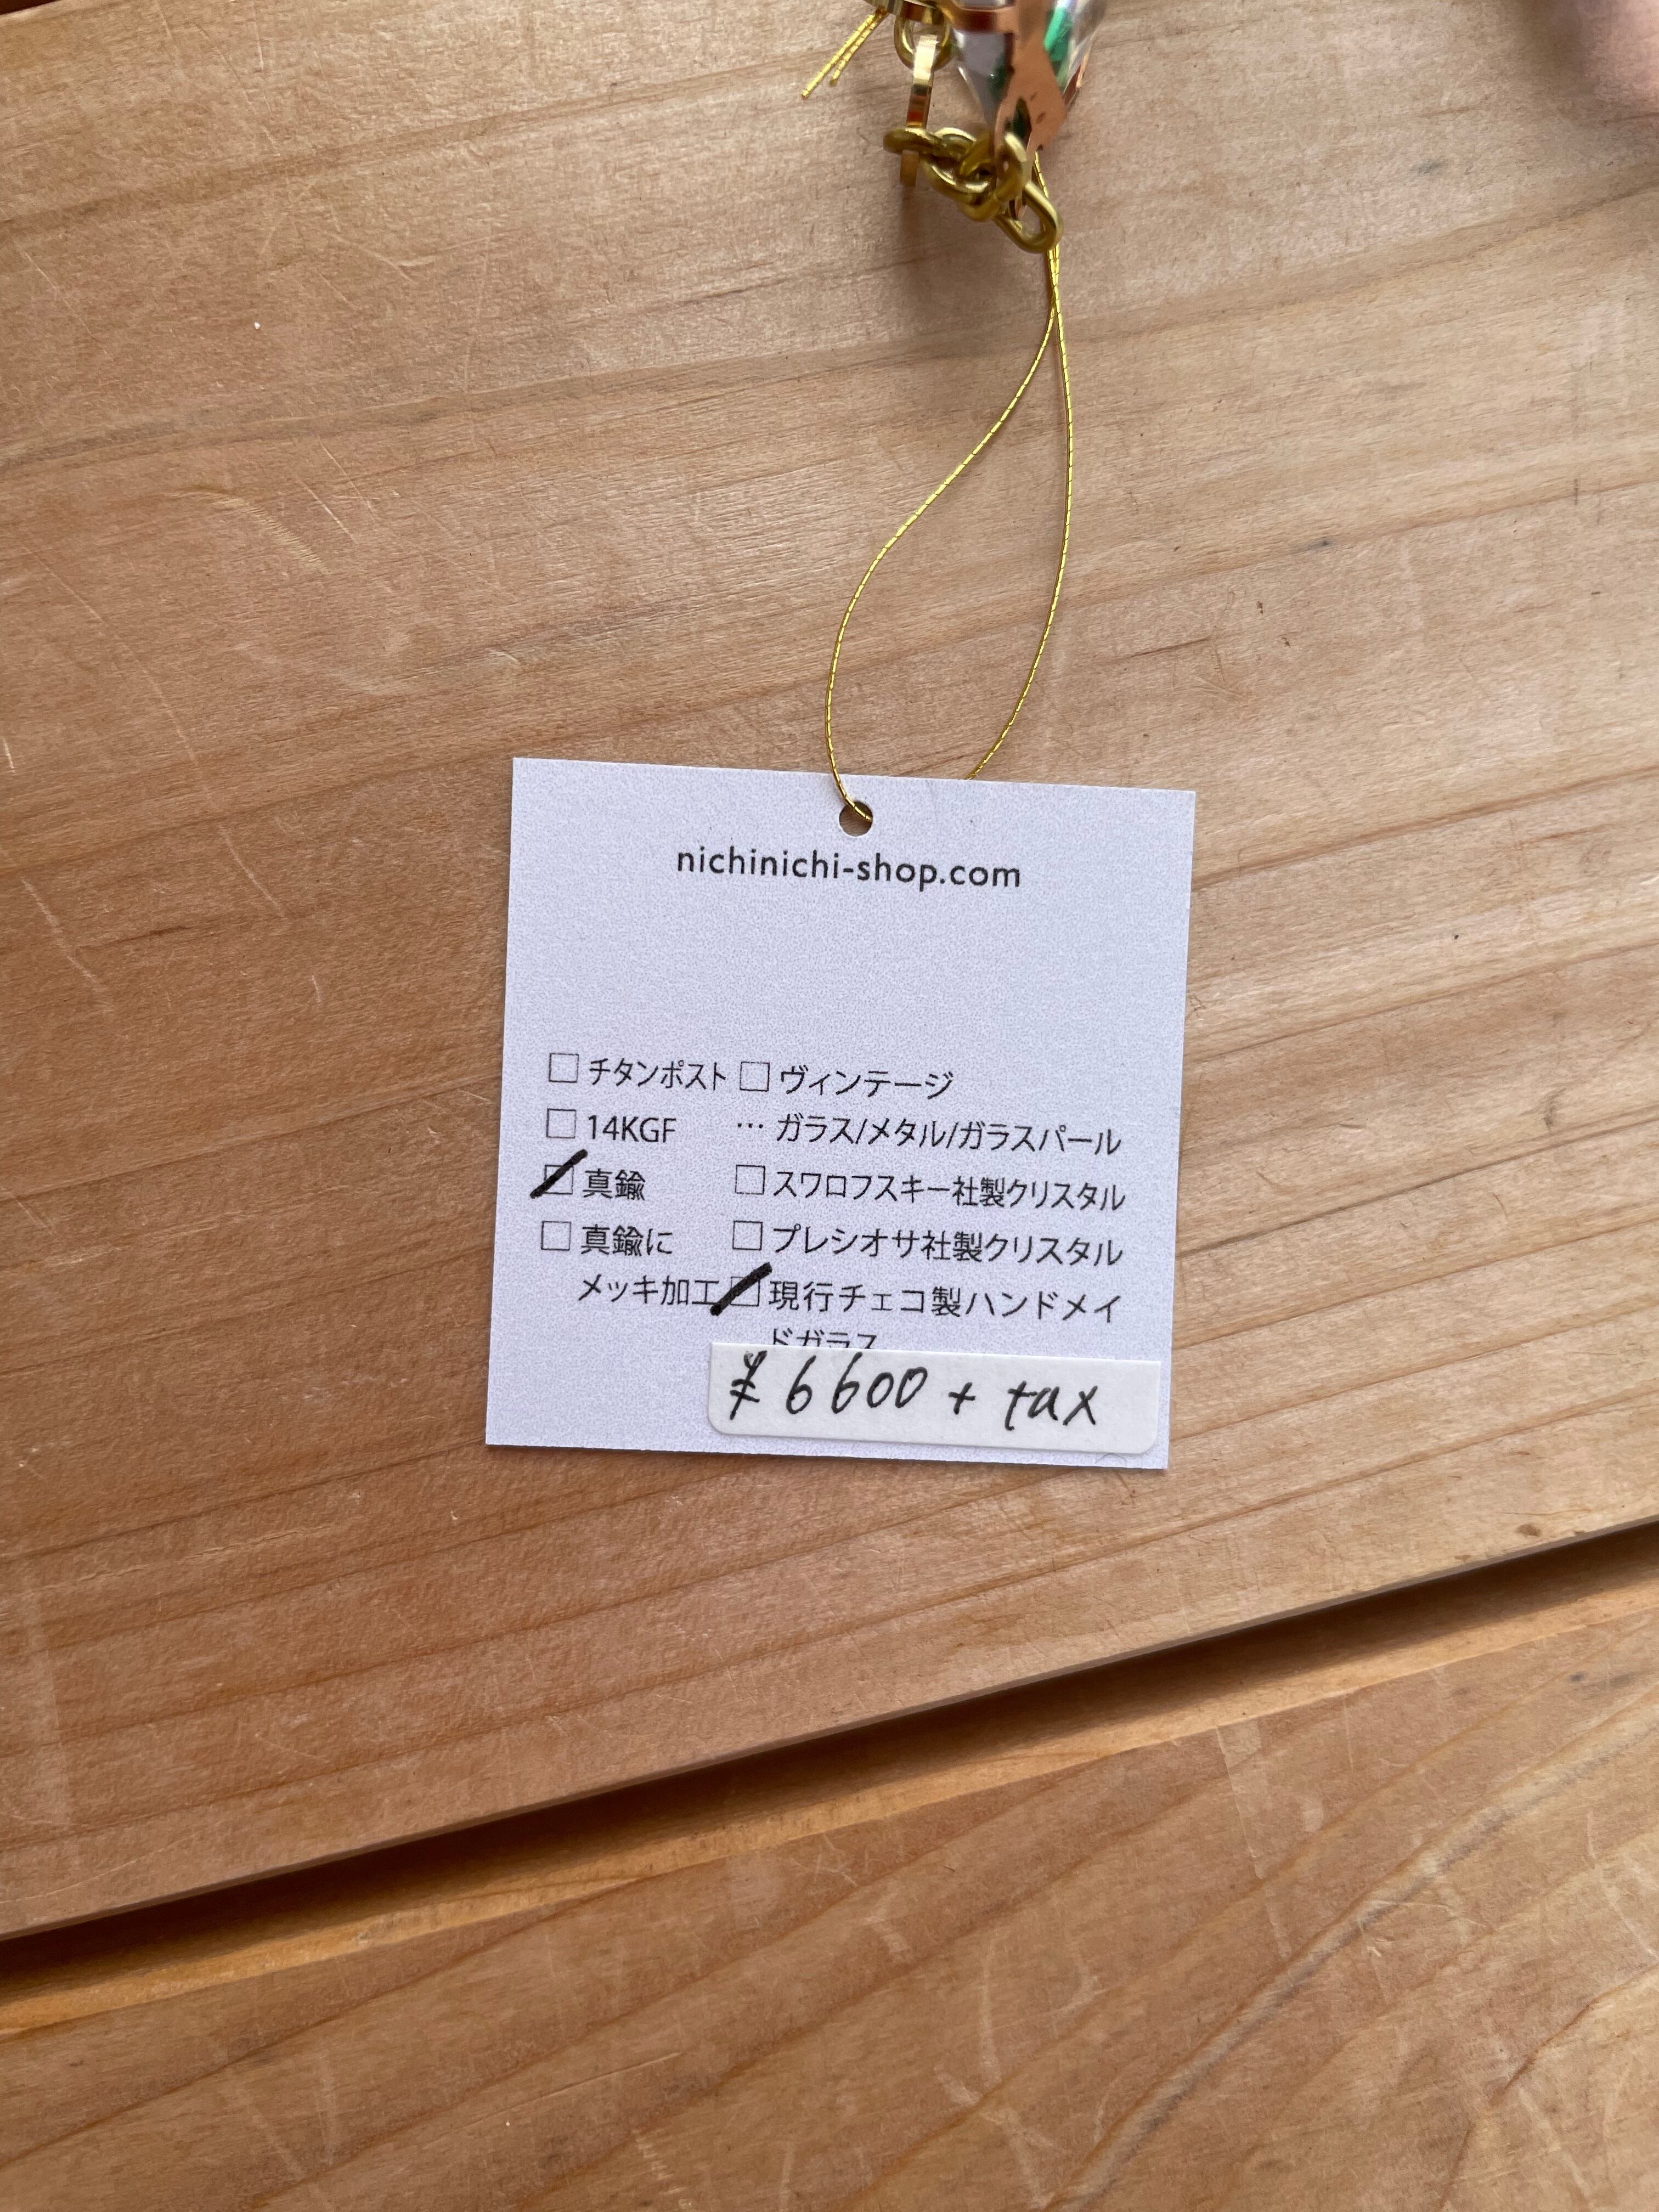 nichinichi-shop.com
□チタンポスト □ヴィンテージ
□14KGF … ガラス/メタル/ガラスパール
☑真鍮 □スワロフスキー社製クリスタル
□真鍮に □プレシオサ社製クリスタル
メッキ加工 ☑現行チェコ製ハンドメイ
ドガラス
¥6600 + tax